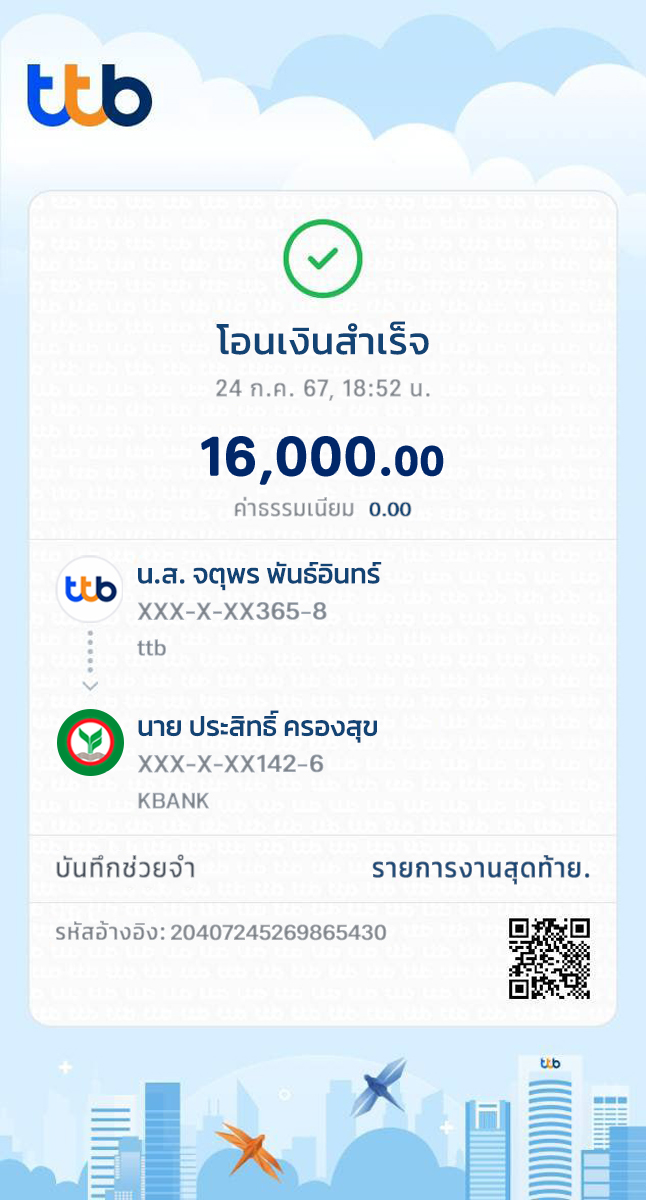 ttb
โอนเงินสำเร็จ
24 ก.ค. 67, 18:52 น.
16,000.00
ค่าธรรมเนียม 0.00
ttb
น.ส. จตุพร พันธ์อินทร์
XXX-X-XX365-8
ttb
นาย ประสิทธิ์ ครองสุข
XXX-X-XX142-6
KBANK
บันทึกช่วยจำ รายการงานสุดท้าย.
รหัสอ้างอิง: 20407245269865430
ttb